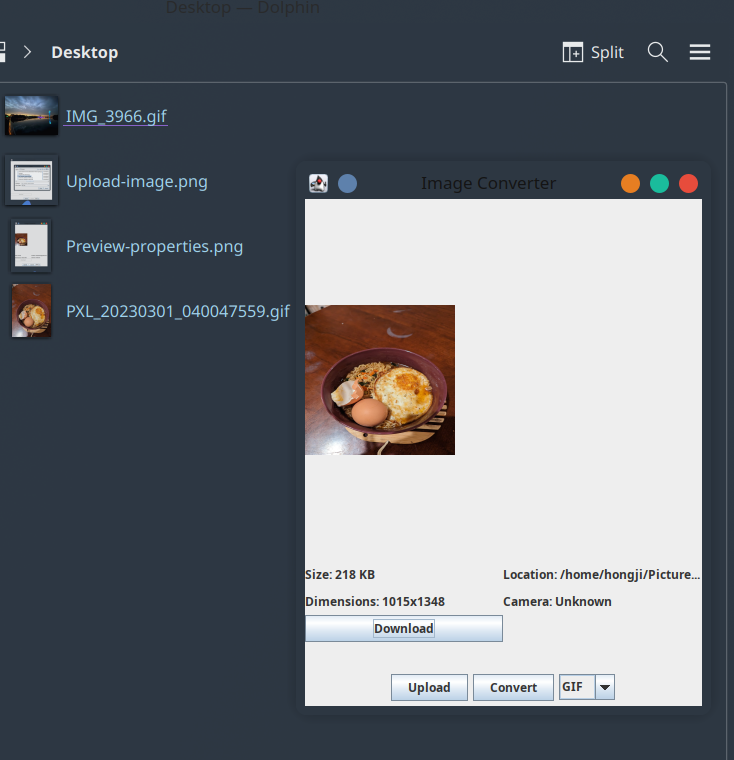 Desktop — Dolphin
Desktop
Split
IMG_3966.gif
Upload-image.png
Preview-properties.png
PXL_20230301_040047559.gif
Image Converter
Size: 218 KB
Location: /home/hongji/Picture...
Dimensions: 1015x1348
Camera: Unknown
Download
Upload
Convert
GIF